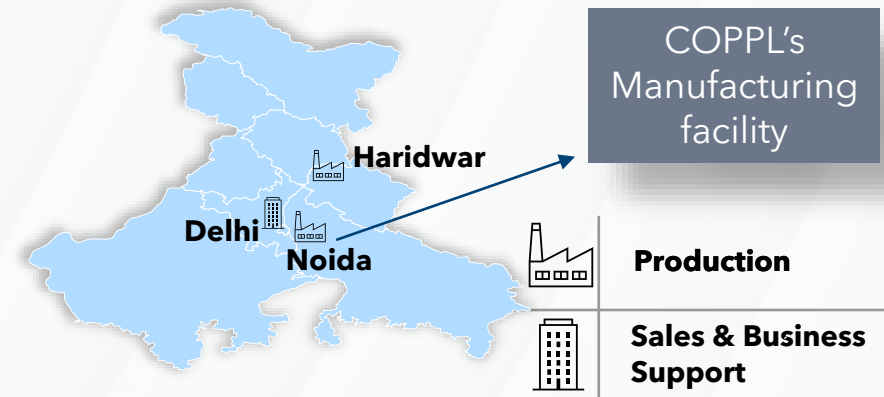 COPPL's
Manufacturing
facility
Haridwar
Delhi
Noida
Production
Sales & Business
Support